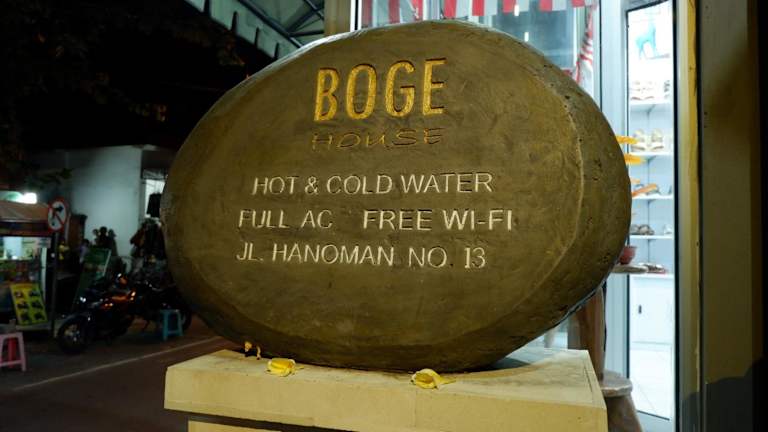 BOGE
HOUSE
HOT & COLD WATER
FULL AC FREE WI-FI
JL. HANOMAN NO. 13